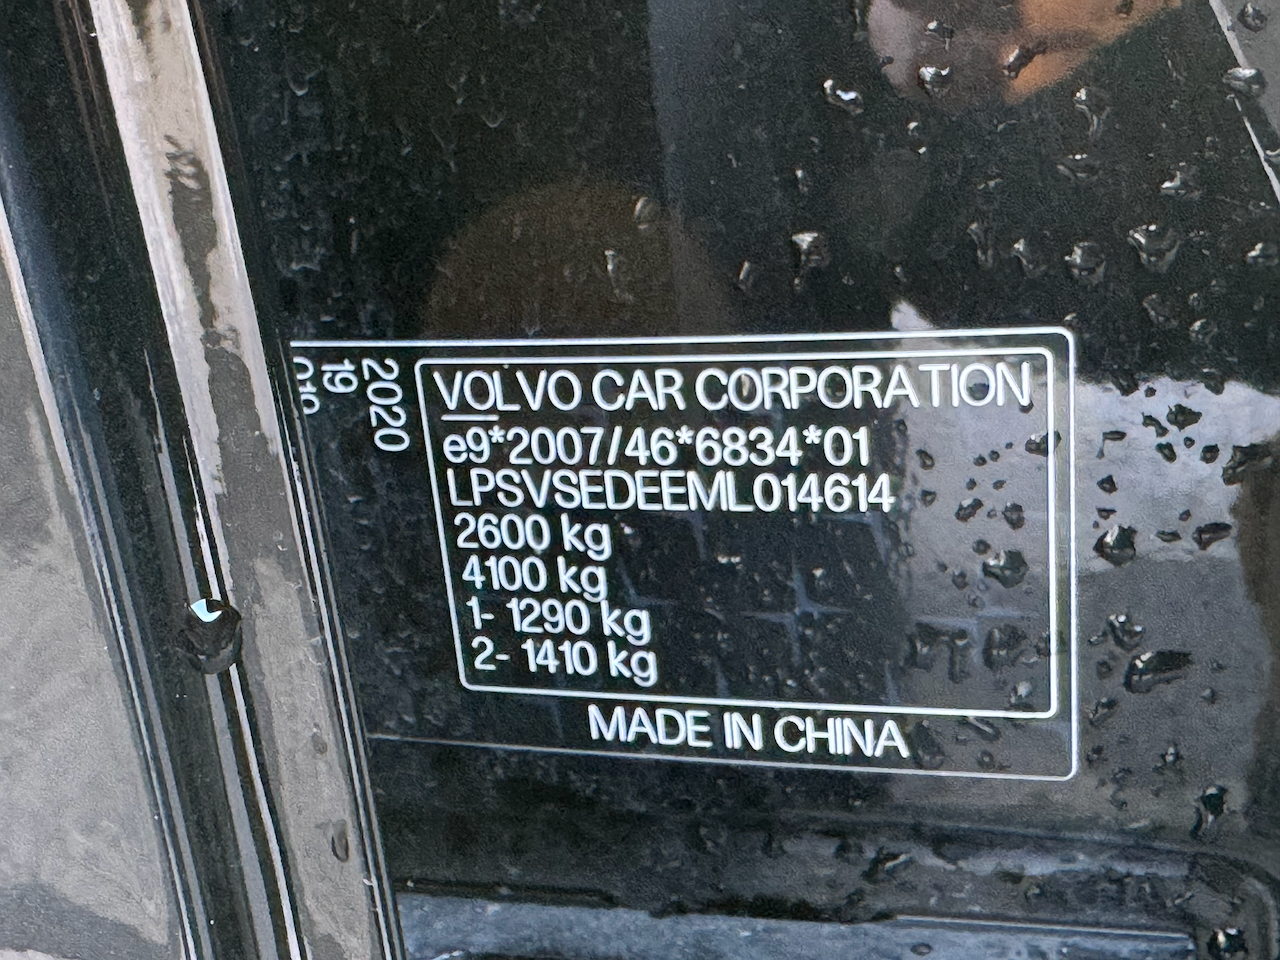 VOLVO CAR CORPORATION
e9*2007/46*6834*01
LPSVSEDEEML014614
2600 kg
4100 kg
1- 1290 kg
2- 1410 kg
MADE IN CHINA
2020
19